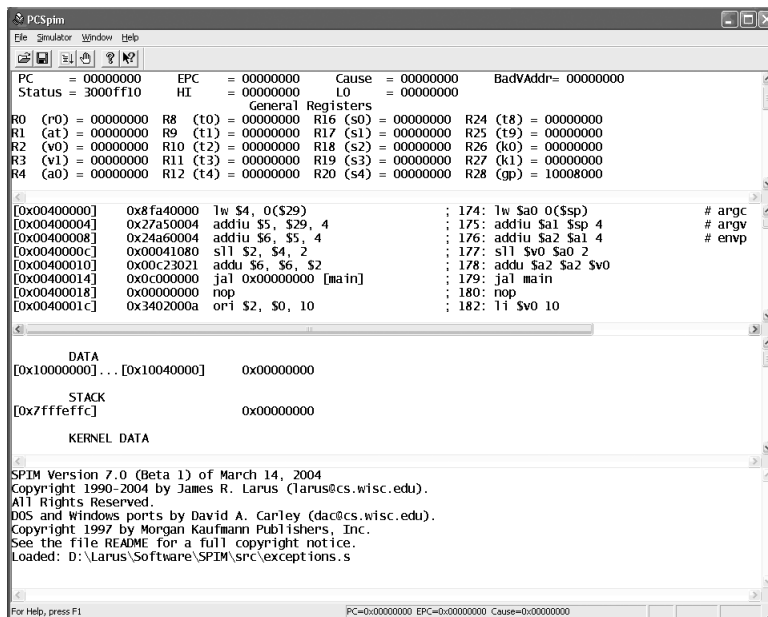 PCSpim
File Simulator Window Help
PC = 00000000 EPC = 00000000 Cause = 00000000 BadVAddr= 00000000
Status = 3000ff10 HI = 00000000 LO = 00000000
General Registers
R0 (r0) = 00000000 R8 (t0) = 00000000 R16 (s0) = 00000000 R24 (t8) = 00000000
R1 (at) = 00000000 R9 (t1) = 00000000 R17 (s1) = 00000000 R25 (t9) = 00000000
R2 (v0) = 00000000 R10 (t2) = 00000000 R18 (s2) = 00000000 R26 (k0) = 00000000
R3 (v1) = 00000000 R11 (t3) = 00000000 R19 (s3) = 00000000 R27 (k1) = 00000000
R4 (a0) = 00000000 R12 (t4) = 00000000 R20 (s4) = 00000000 R28 (gp) = 10008000
[0x00400000] 0x8fa40000 lw $4, 0($29) ; 174: lw $a0 0($sp) # argc
[0x00400004] 0x27a50004 addiu $5, $29, 4 ; 175: addiu $a1 $sp 4 # argv
[0x00400008] 0x24a60004 addiu $6, $5, 4 ; 176: addiu $a2 $a1 4 # envp
[0x0040000c] 0x00041080 sll $2, $4, 2 ; 177: sll $v0 $a0 2
[0x00400010] 0x00c23021 addu $6, $6, $2 ; 178: addu $a2 $a2 $v0
[0x00400014] 0x0c000000 jal 0x00000000 [main] ; 179: jal main
[0x00400018] 0x00000000 nop ; 180: nop
[0x0040001c] 0x3402000a ori $2, $0, 10 ; 182: li $v0 10
DATA
[0x10000000]...[0x10040000] 0x00000000
STACK
[0x7fffeffc] 0x00000000
KERNEL DATA
SPIM Version 7.0 (Beta 1) of March 14, 2004
Copyright 1990-2004 by James R. Larus (larus@cs.wisc.edu).
All Rights Reserved.
DOS and Windows ports by David A. Carley (dac@cs.wisc.edu).
Copyright 1997 by Morgan Kaufmann Publishers, Inc.
See the file README for a full copyright notice.
Loaded: D:\Larus\Software\SPIM\src\exceptions.s
For Help, press F1 PC=0x00000000 EPC=0x00000000 Cause=0x00000000